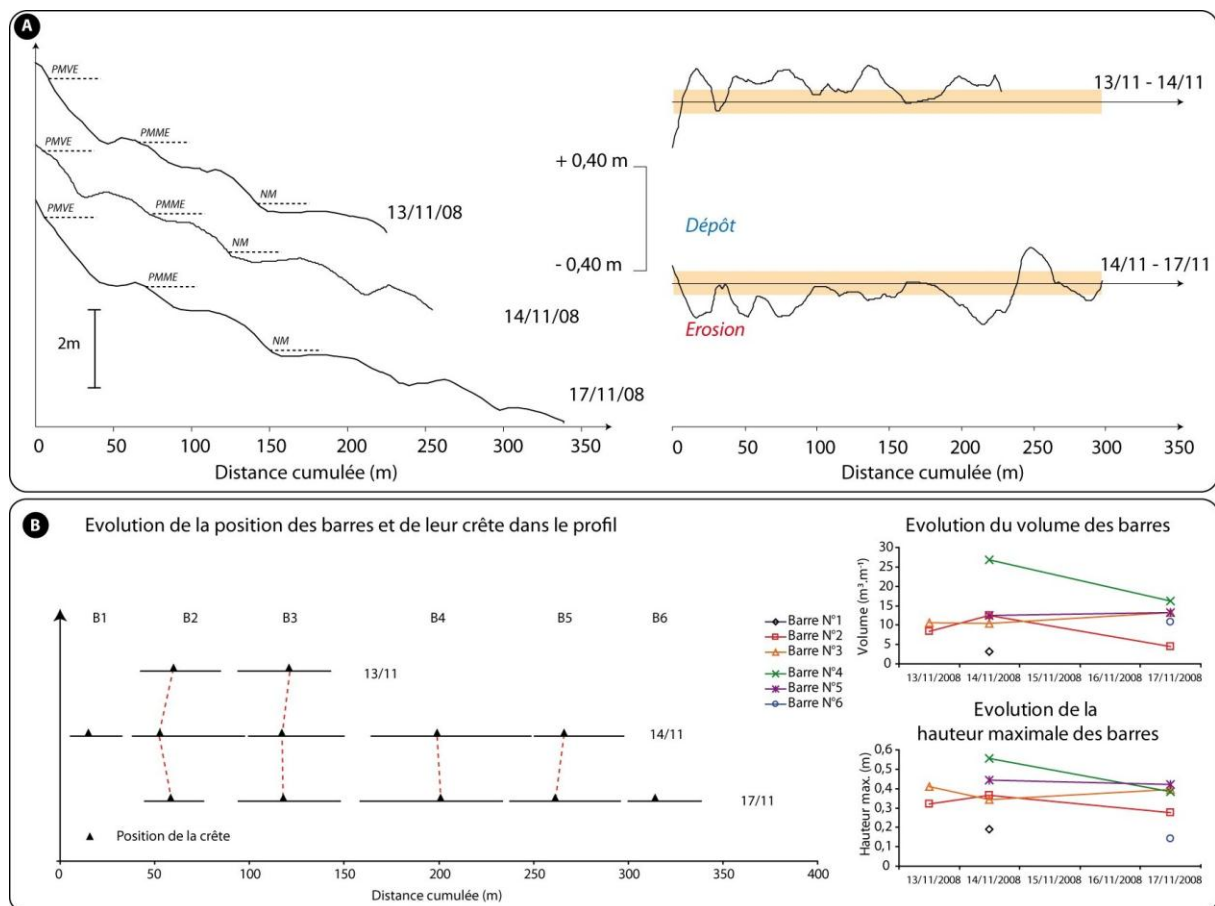 A
PMVE
PMME
NM
13/11/08
PMVE
PMME
NM
14/11/08
PMVE
PMME
NM
17/11/08
2m
0 50 100 150 200 250 300 350
Distance cumulée (m)
13/11 - 14/11
+ 0,40 m
Dépôt
- 0,40 m
14/11 - 17/11
Erosion
0 50 100 150 200 250 300 350
Distance cumulée (m)
B
Evolution de la position des barres et de leur crête dans le profil
B1 B2 B3 B4 B5 B6
13/11
14/11
17/11
Position de la crête
0 50 100 150 200 250 300 350 400
Distance cumulée (m)
Barre N°1
Barre N°2
Barre N°3
Barre N°4
Barre N°5
Barre N°6
Evolution du volume des barres
Volume (m³.m⁻¹)
30
25
20
15
10
5
0
13/11/2008 14/11/2008 15/11/2008 16/11/2008 17/11/2008
Evolution de la
hauteur maximale des barres
Hauteur max. (m)
0,6
0,5
0,4
0,3
0,2
0,1
0
13/11/2008 14/11/2008 15/11/2008 16/11/2008 17/11/2008